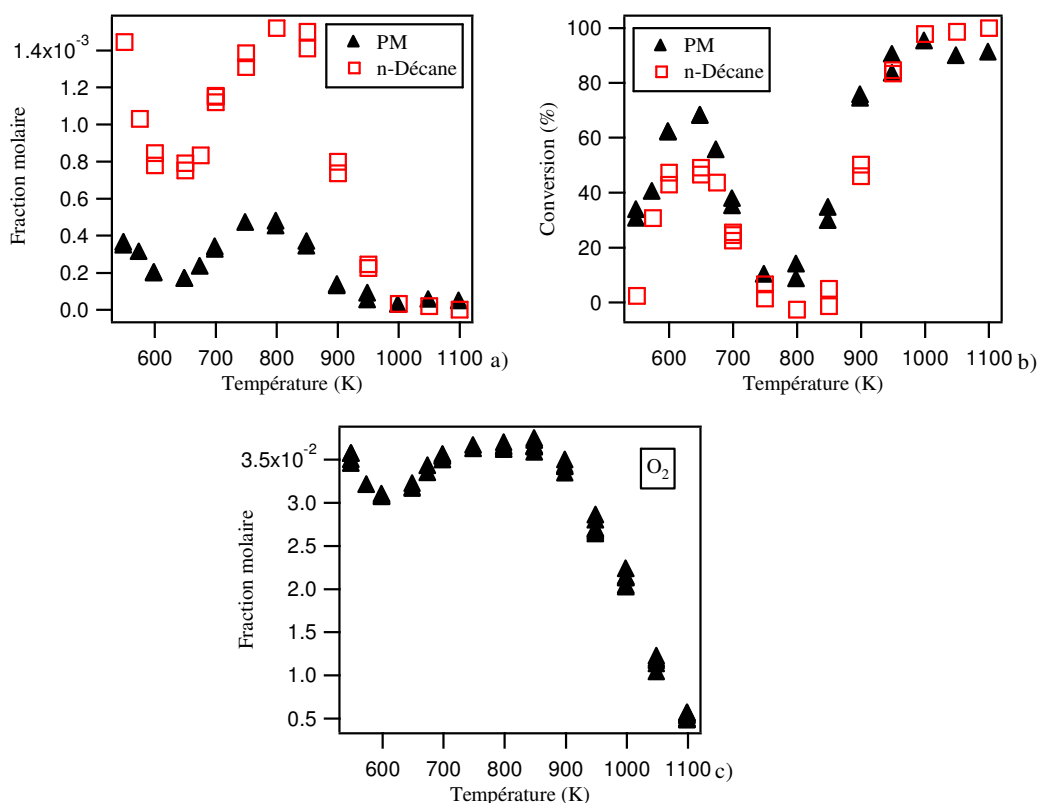 PM
n-Décane
1.4x10⁻³
1.2
1.0
0.8
0.6
0.4
0.2
0.0
Fraction molaire
600 700 800 900 1000 1100
Température (K)
a)
PM
n-Décane
100
80
60
40
20
0
Conversion (%)
600 700 800 900 1000 1100
Température (K)
b)
O₂
3.5x10⁻²
3.0
2.5
2.0
1.5
1.0
0.5
Fraction molaire
600 700 800 900 1000 1100
Température (K)
c)